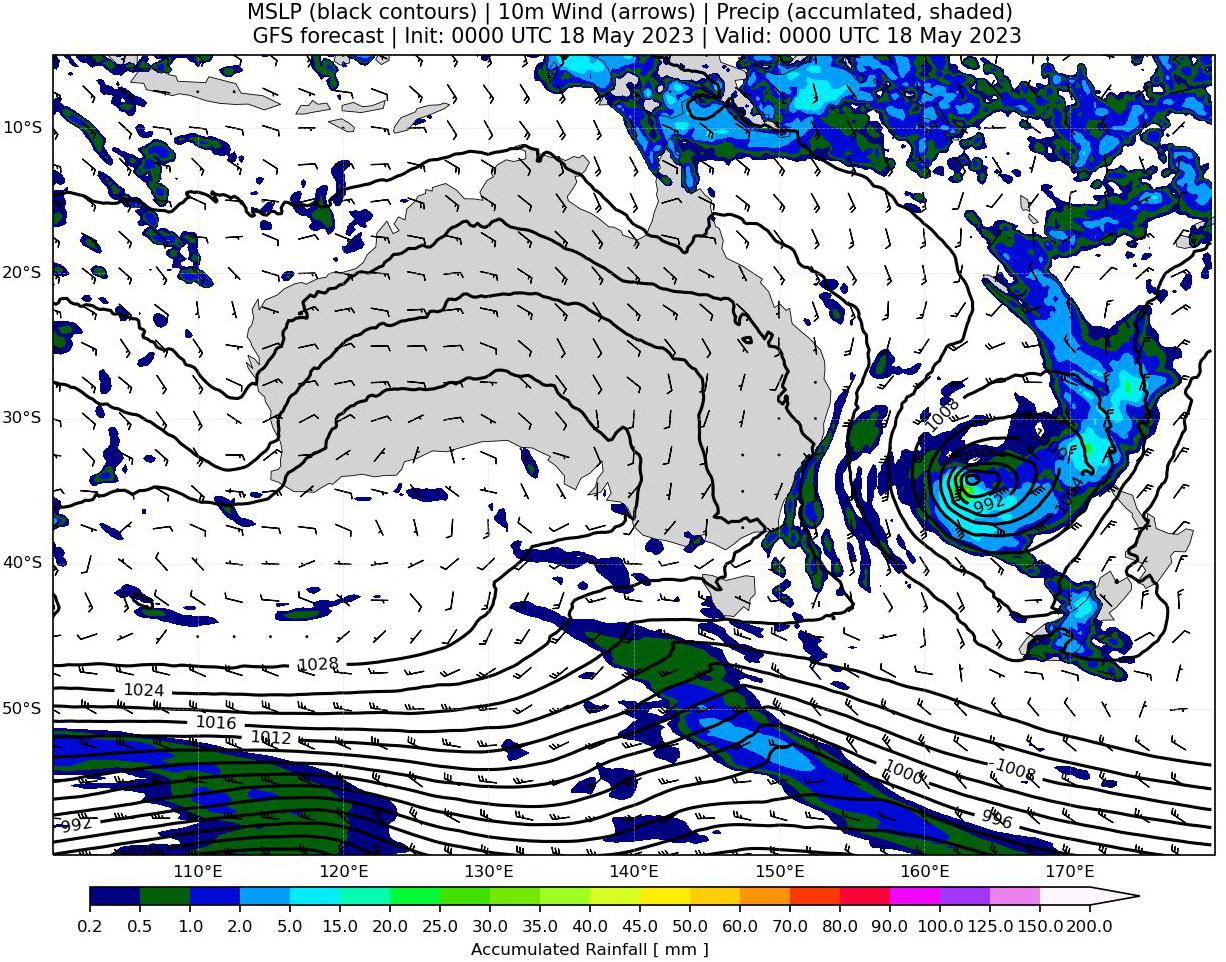 MSLP (black contours) | 10m Wind (arrows) | Precip (accumlated, shaded)
GFS forecast | Init: 0000 UTC 18 May 2023 | Valid: 0000 UTC 18 May 2023
10°S
20°S
30°S
1008
992
40°S
1028
1024
50°S
1016
1012
1000
1008
992
996
110°E 120°E 130°E 140°E 150°E 160°E 170°E
0.2 0.5 1.0 2.0 5.0 10.0 15.0 20.0 25.0 30.0 35.0 40.0 45.0 50.0 60.0 70.0 80.0 90.0 100.0 125.0 150.0 200.0
Accumulated Rainfall [ mm ]